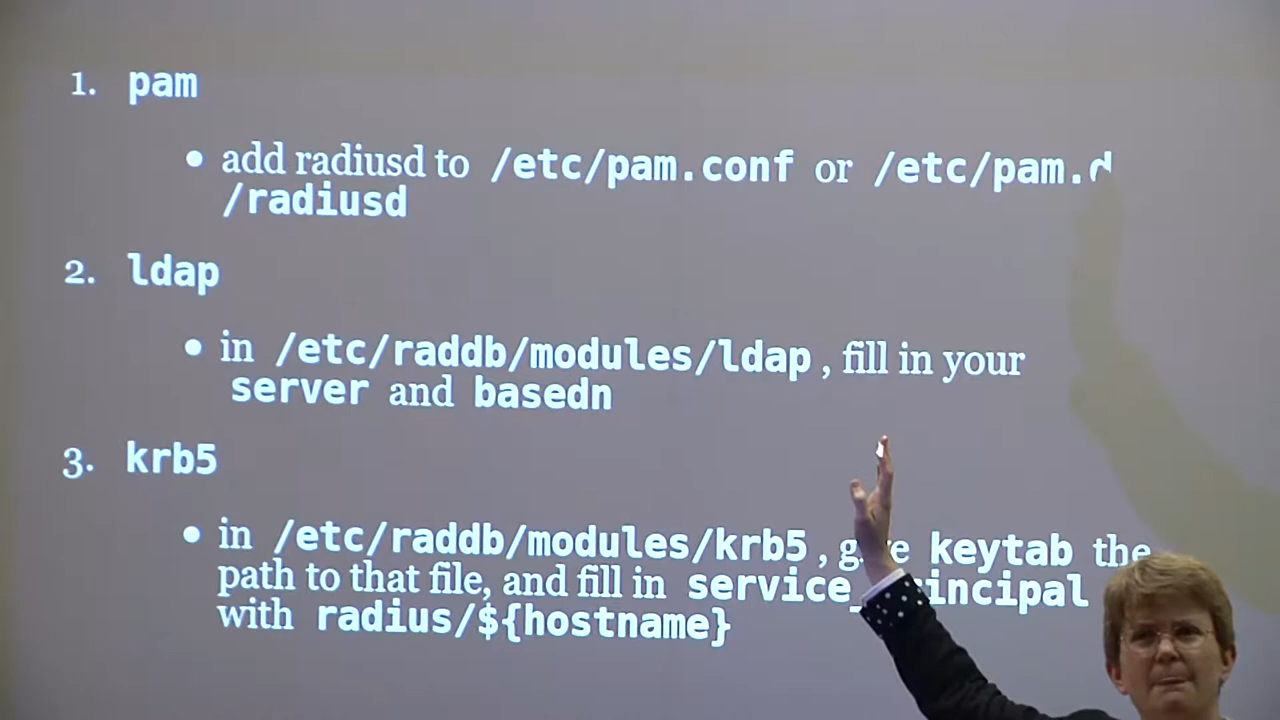 1. pam
• add radiusd to /etc/pam.conf or /etc/pam.d
/radiusd
2. ldap
• in /etc/raddb/modules/ldap , fill in your
server and basedn
3. krb5
• in /etc/raddb/modules/krb5 , keytab the
path to that file, and fill in
with radius/${hostname}